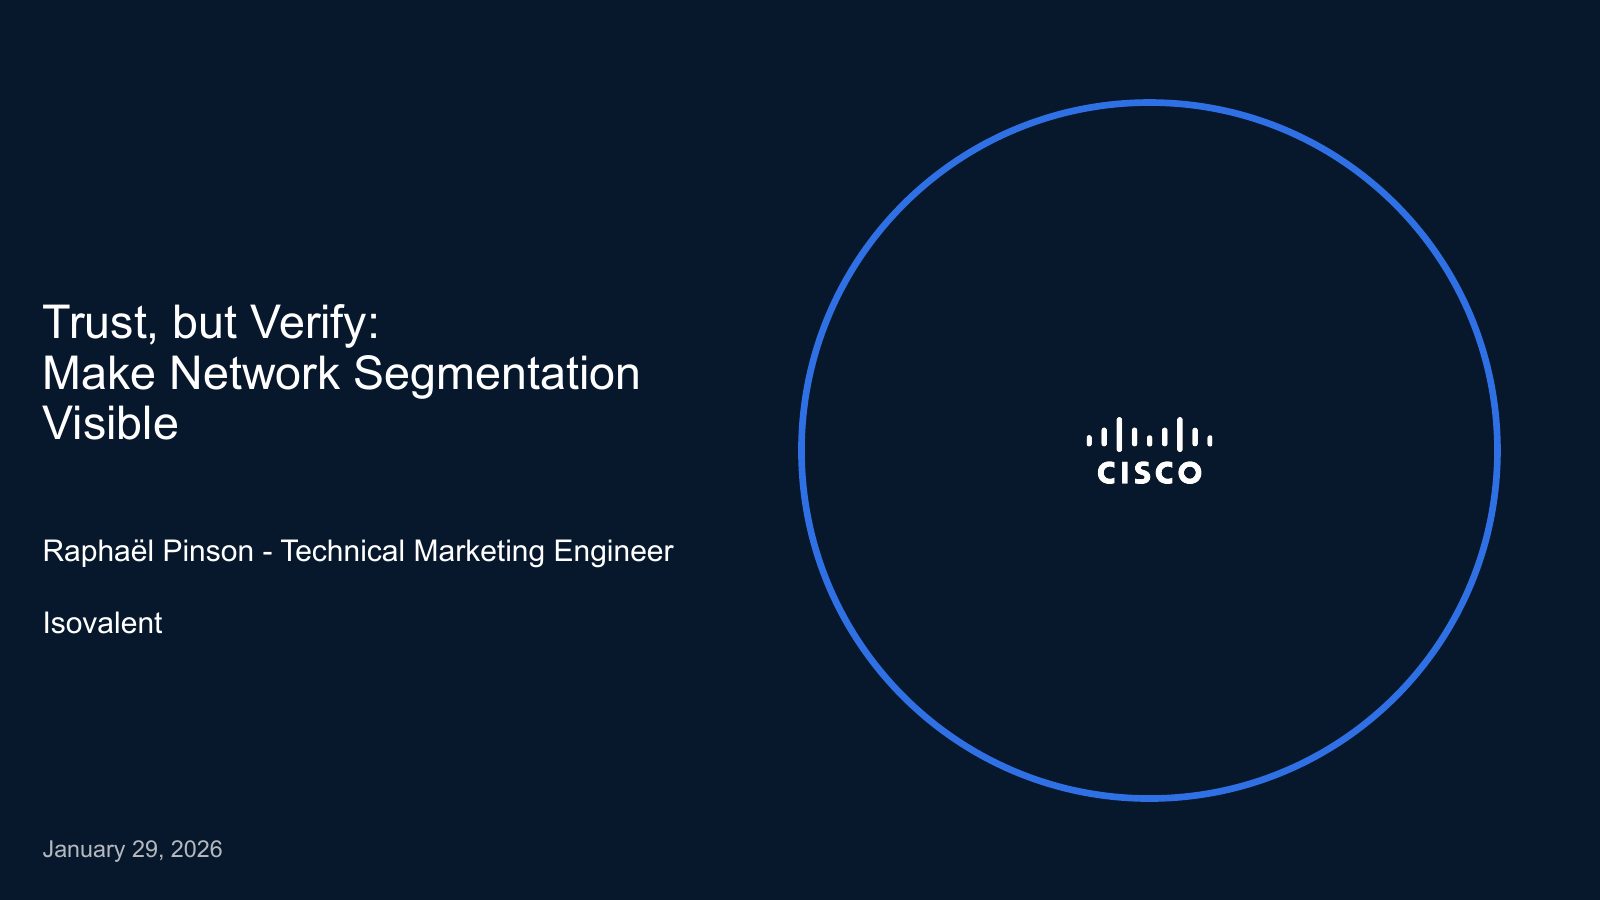 Trust, but Verify:
Make Network Segmentation
Visible
Raphaël Pinson - Technical Marketing Engineer
Isovalent
January 29, 2026
CISCO